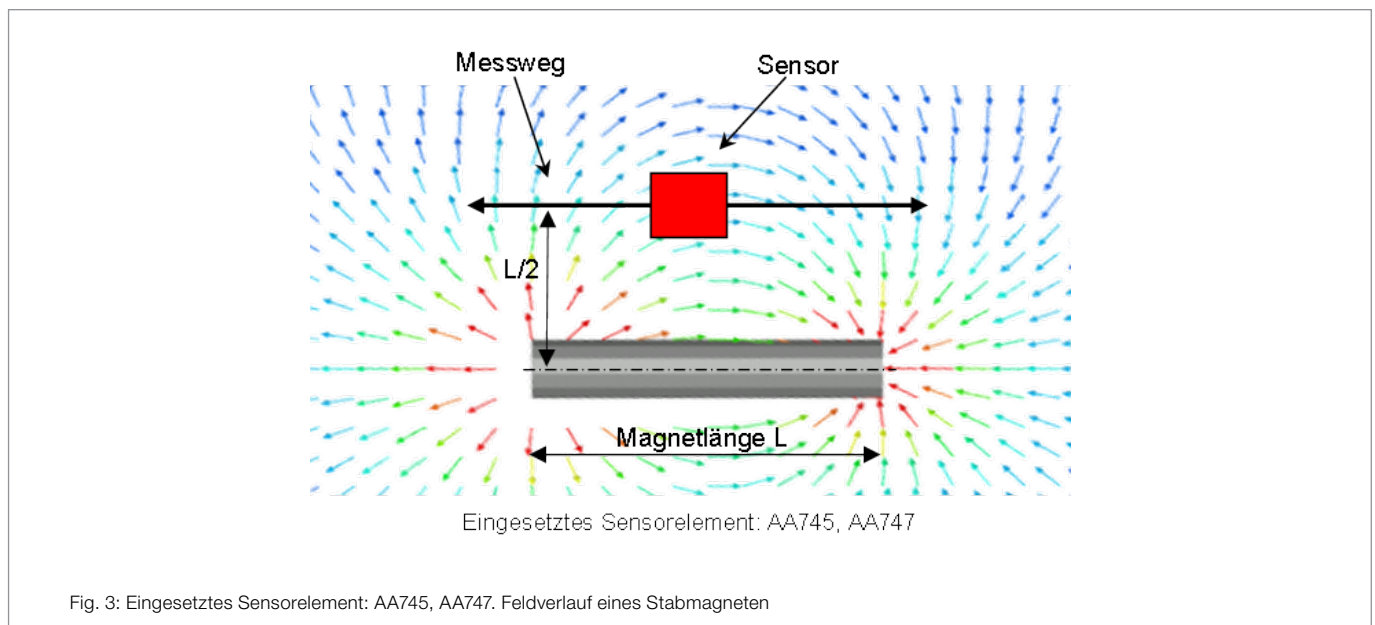 Messweg
Sensor
L/2
Magnetlänge L
Eingesetztes Sensorelement: AA745, AA747
Fig. 3: Eingesetztes Sensorelement: AA745, AA747. Feldverlauf eines Stabmagneten